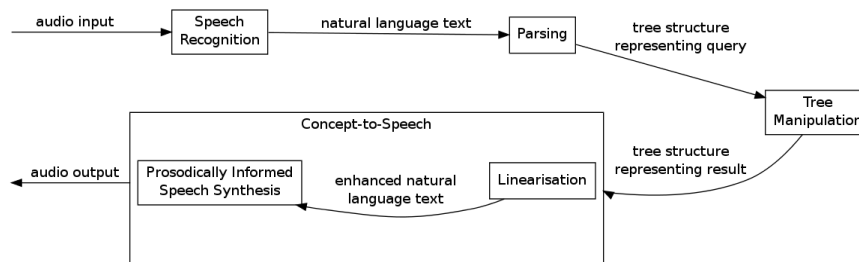 audio input
Speech
Recognition
natural language text
Parsing
tree structure
representing query
Tree
Manipulation
tree structure
representing result
Concept-to-Speech
Linearisation
enhanced natural
language text
Prosodically Informed
Speech Synthesis
audio output